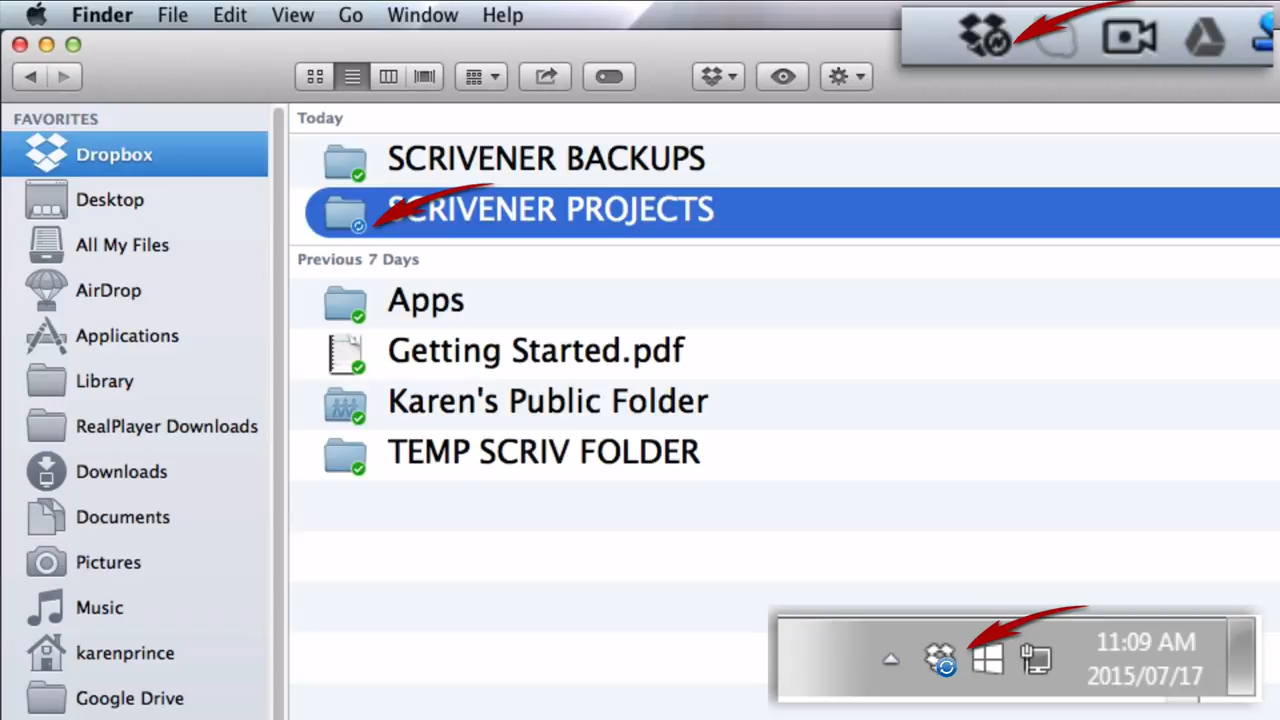 Finder File Edit View Go Window Help
FAVORITES
Dropbox
Desktop
All My Files
AirDrop
Applications
Library
RealPlayer Downloads
Downloads
Documents
Pictures
Music
karenprince
Google Drive
Today
SCRIVENER BACKUPS
SCRIVENER PROJECTS
Previous 7 Days
Apps
Getting Started.pdf
Karen's Public Folder
TEMP SCRIV FOLDER
11:09 AM
2015/07/17